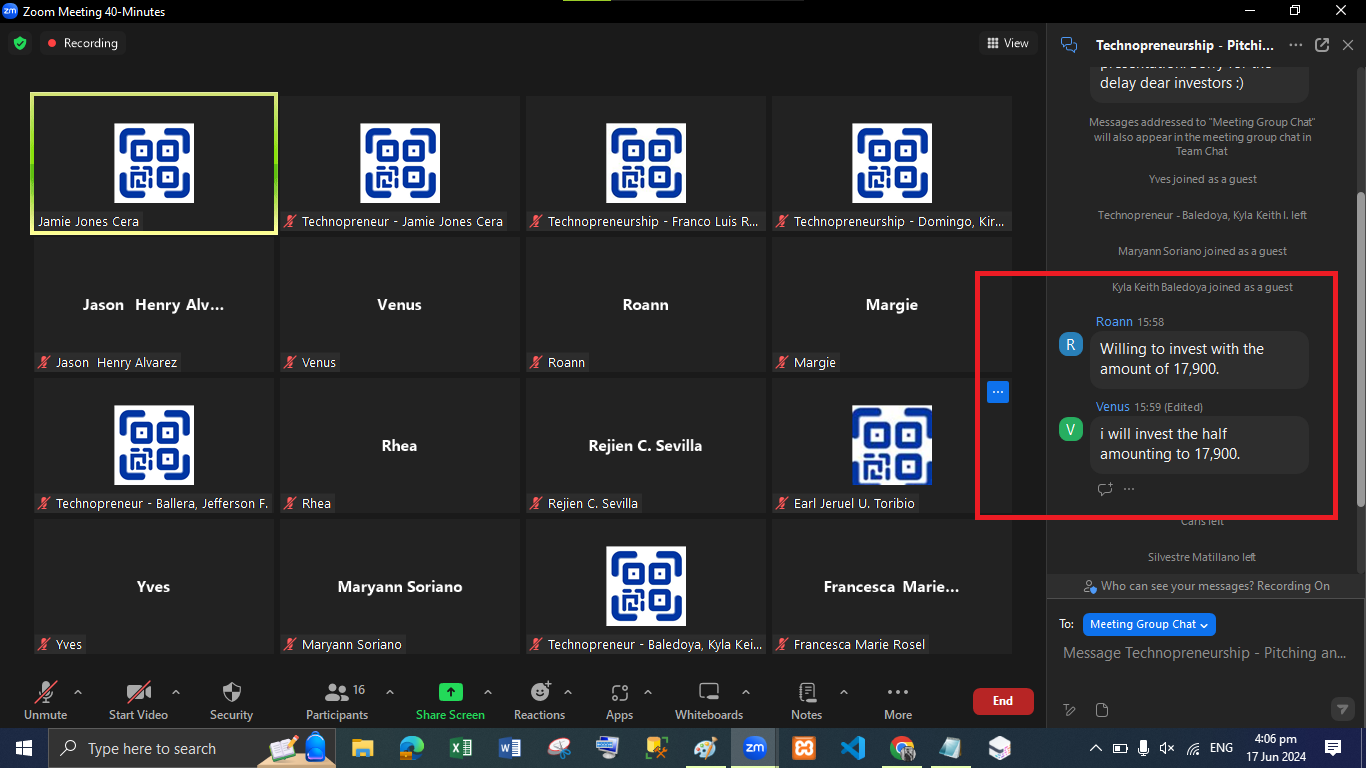 Zoom Meeting 40-Minutes
Recording
View
Jamie Jones Cera
Technopreneur - Jamie Jones Cera
Technopreneurship - Franco Luis R...
Technopreneurship - Domingo, Kir...
Jason Henry Alv...
Venus
Roann
Margie
Jason Henry Alvarez
Venus
Roann
Margie
Rhea
Rejien C. Sevilla
Technopreneur - Ballera, Jefferson F.
Rhea
Rejien C. Sevilla
Earl Jeruel U. Toribio
Yves
Maryann Soriano
Francesca Marie...
Yves
Maryann Soriano
Technopreneur - Baledoya, Kyla Kei...
Francesca Marie Rosel
Technopreneurship - Pitchi...
presentation. Sorry for the
delay dear investors :)
Messages addressed to "Meeting Group Chat"
will also appear in the meeting group chat in
Team Chat
Yves joined as a guest
Technopreneur - Baledoya, Kyla Keith I. left
Maryann Soriano joined as a guest
Kyla Keith Baledoya joined as a guest
Roann 15:58
R
Willing to invest with the
amount of 17,900.
Venus 15:59 (Edited)
V
i will invest the half
amounting to 17,900.
Caris left
Silvestre Matillano left
Who can see your messages? Recording On
To: Meeting Group Chat
Message Technopreneurship - Pitching an...
Unmute
Start Video
Security
16
Participants
Share Screen
Reactions
Apps
Whiteboards
Notes
More
End
Type here to search
zm
ENG
4:06 pm
17 Jun 2024